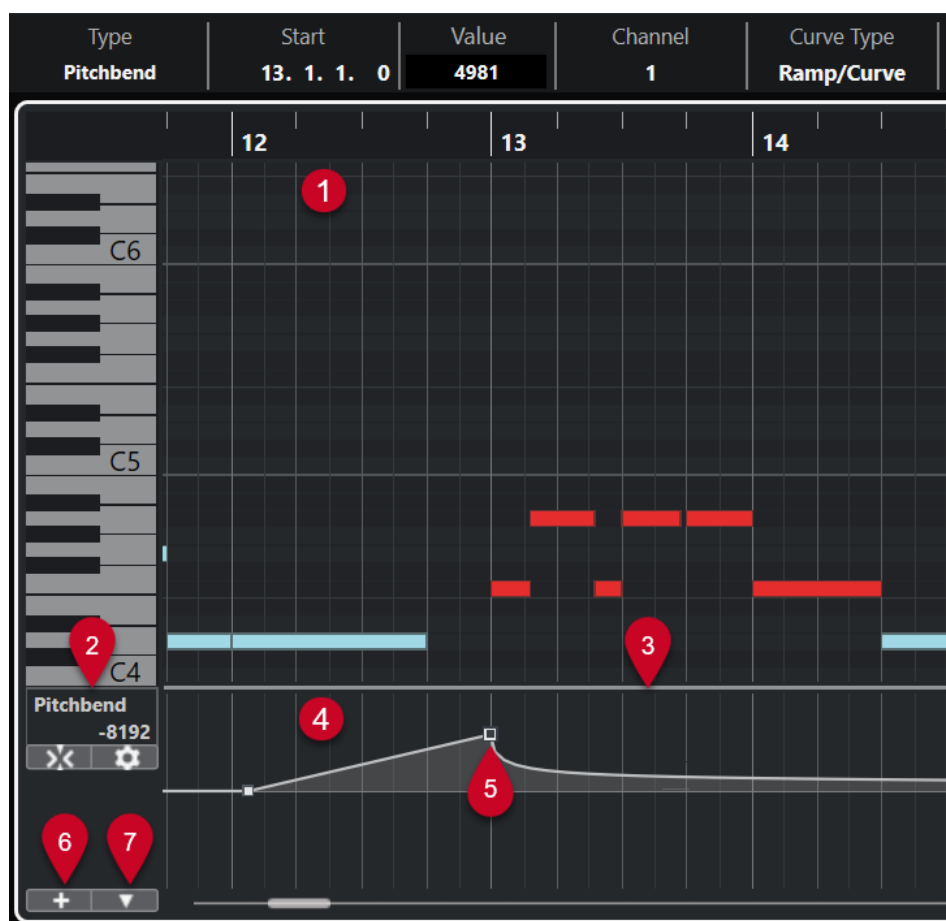 Type Start Value Channel Curve Type
Pitchbend 13. 1. 1. 0 4981 1 Ramp/Curve
12 13 14
1
C6
C5
2 3
C4
Pitchbend
-8192
4
5
6 7